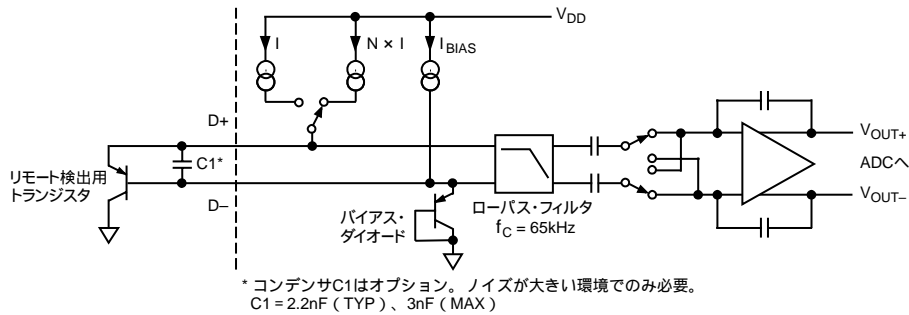 VDD
I
N × I
IBIAS
D+
C1*
リモート検出用
トランジスタ
D–
バイアス・
ダイオード
ローパス・フィルタ
fC = 65kHz
VOUT+
ADCへ
VOUT–
* コンデンサC1はオプション。ノイズが大きい環境でのみ必要。
C1 = 2.2nF(TYP)、3nF(MAX)